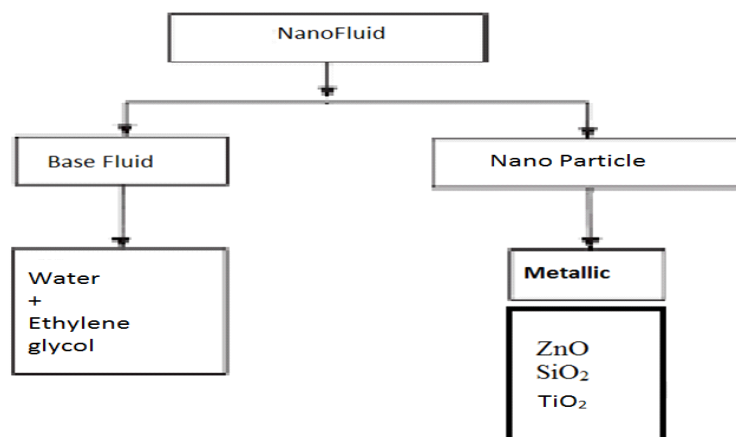 NanoFluid
Base Fluid
Nano Particle
Water
+
Ethylene
glycol
Metallic
ZnO
SiO₂
TiO₂